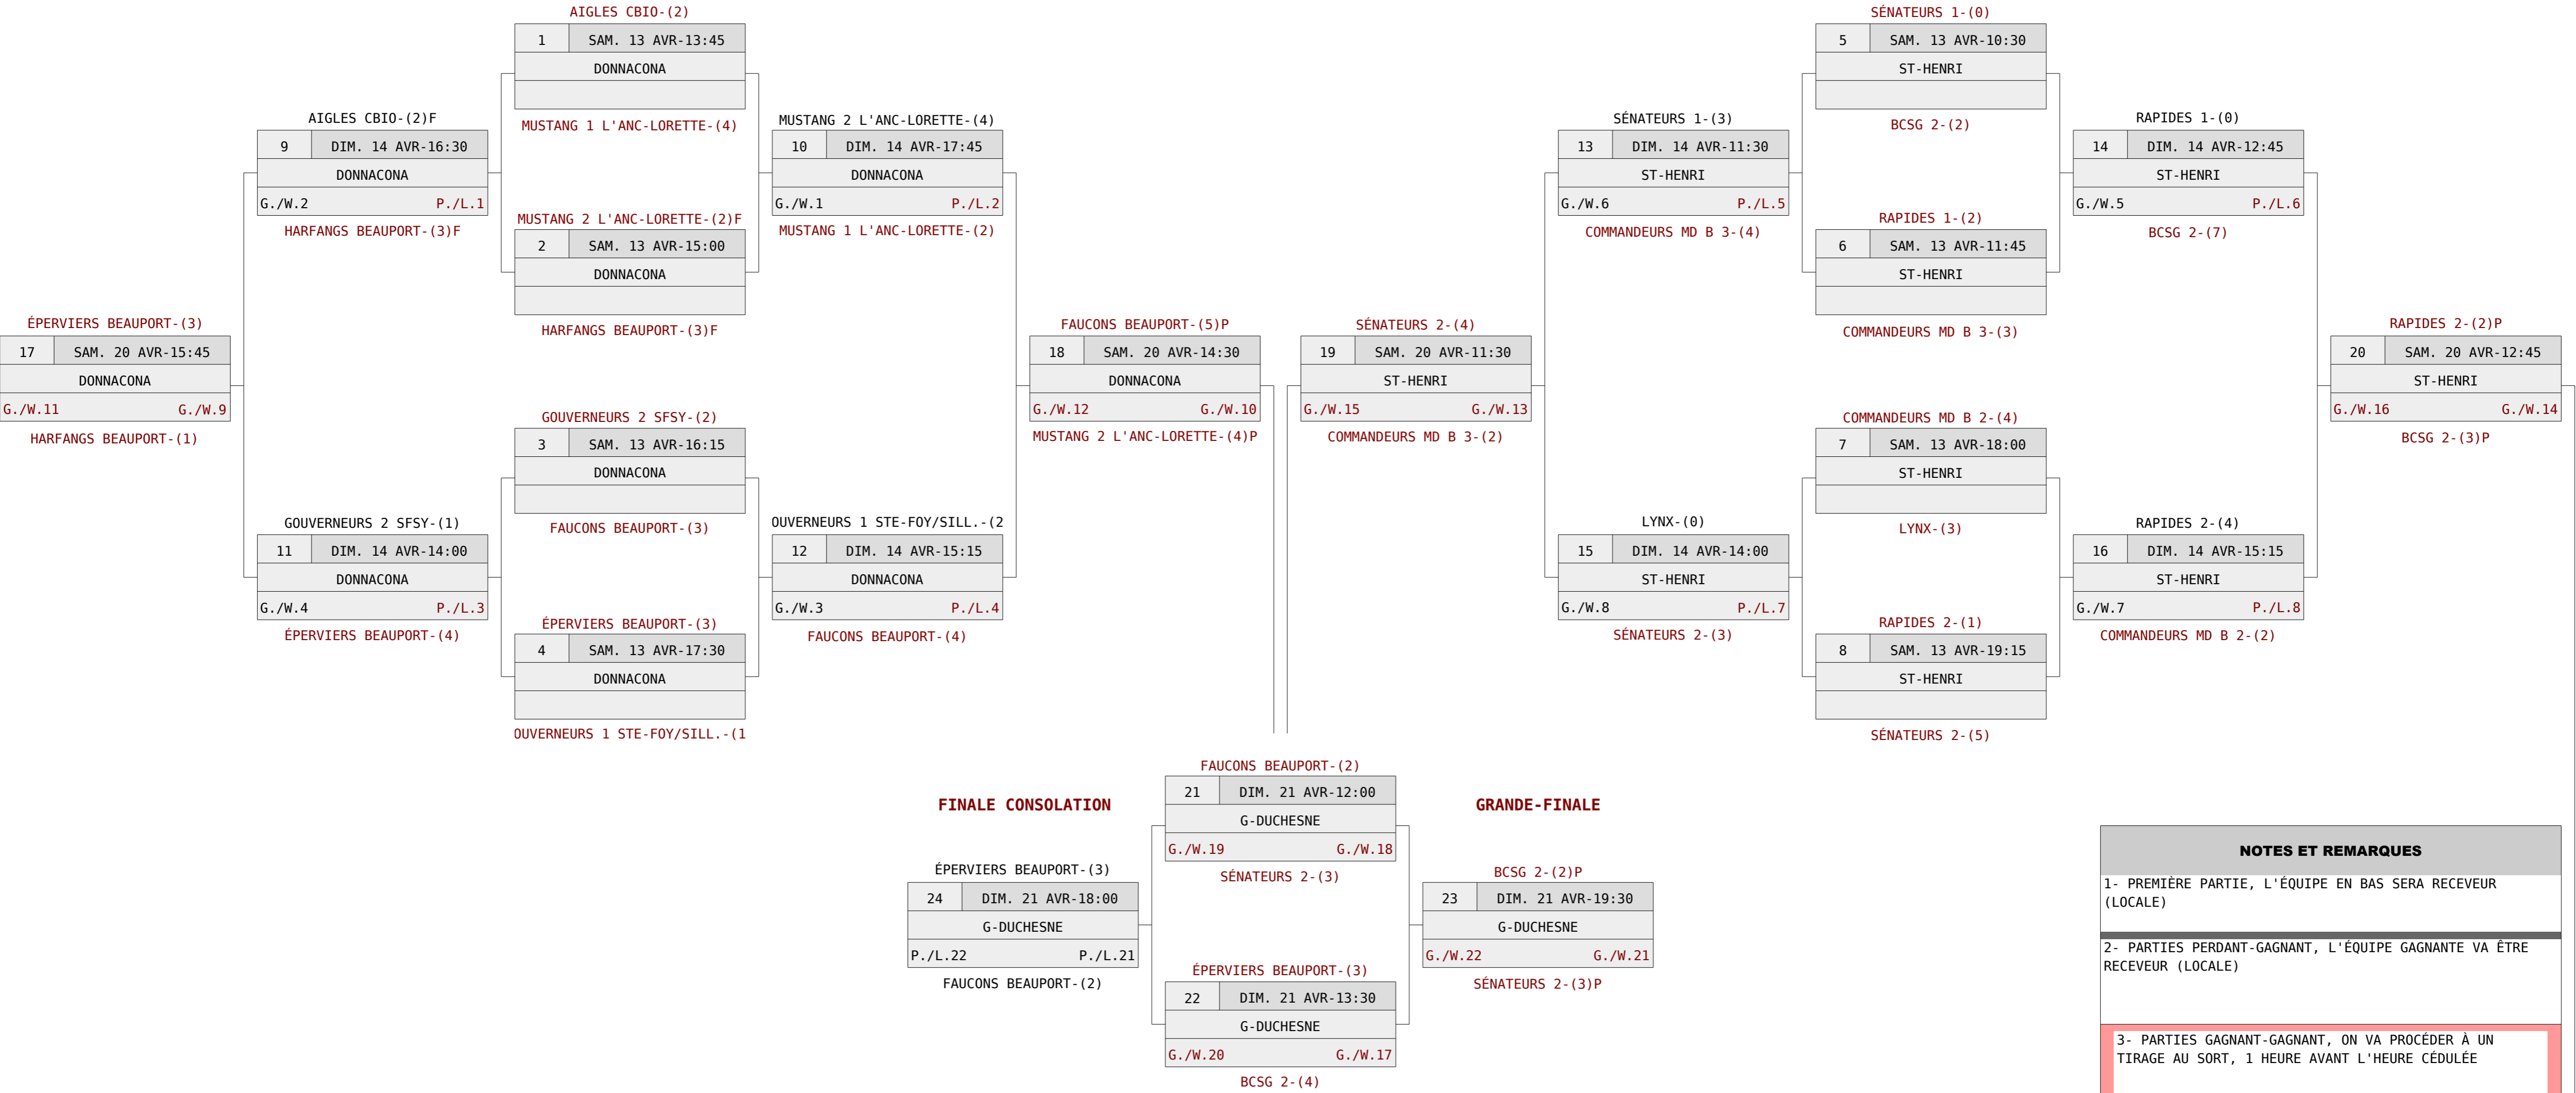 AIGLES CBIO-(2)
1 SAM. 13 AVR-13:45
DONNACONA
MUSTANG 1 L'ANC-LORETTE-(4)
AIGLES CBIO-(2)F
9 DIM. 14 AVR-16:30
DONNACONA
G./W.2 P./L.1
HARFANGS BEAUPORT-(3)F
MUSTANG 2 L'ANC-LORETTE-(4)
10 DIM. 14 AVR-17:45
DONNACONA
G./W.1 P./L.2
MUSTANG 1 L'ANC-LORETTE-(2)
MUSTANG 2 L'ANC-LORETTE-(2)F
2 SAM. 13 AVR-15:00
DONNACONA
HARFANGS BEAUPORT-(3)F
ÉPERVIERS BEAUPORT-(3)
17 SAM. 20 AVR-15:45
DONNACONA
G./W.11 G./W.9
HARFANGS BEAUPORT-(1)
FAUCONS BEAUPORT-(5)P
18 SAM. 20 AVR-14:30
DONNACONA
G./W.12 G./W.10
MUSTANG 2 L'ANC-LORETTE-(4)P
GOUVERNEURS 2 SFSY-(2)
3 SAM. 13 AVR-16:15
DONNACONA
FAUCONS BEAUPORT-(3)
GOUVERNEURS 2 SFSY-(1)
11 DIM. 14 AVR-14:00
DONNACONA
G./W.4 P./L.3
ÉPERVIERS BEAUPORT-(4)
OUVERNEURS 1 STE-FOY/SILL.-(2
12 DIM. 14 AVR-15:15
DONNACONA
G./W.3 P./L.4
FAUCONS BEAUPORT-(4)
ÉPERVIERS BEAUPORT-(3)
4 SAM. 13 AVR-17:30
DONNACONA
OUVERNEURS 1 STE-FOY/SILL.-(1
SÉNATEURS 1-(0)
5 SAM. 13 AVR-10:30
ST-HENRI
BCSG 2-(2)
SÉNATEURS 1-(3)
13 DIM. 14 AVR-11:30
ST-HENRI
G./W.6 P./L.5
COMMANDEURS MD B 3-(4)
RAPIDES 1-(0)
14 DIM. 14 AVR-12:45
ST-HENRI
G./W.5 P./L.6
BCSG 2-(7)
RAPIDES 1-(2)
6 SAM. 13 AVR-11:45
ST-HENRI
COMMANDEURS MD B 3-(3)
SÉNATEURS 2-(4)
19 SAM. 20 AVR-11:30
ST-HENRI
G./W.15 G./W.13
COMMANDEURS MD B 3-(2)
RAPIDES 2-(2)P
20 SAM. 20 AVR-12:45
ST-HENRI
G./W.16 G./W.14
BCSG 2-(3)P
COMMANDEURS MD B 2-(4)
7 SAM. 13 AVR-18:00
ST-HENRI
LYNX-(3)
LYNX-(0)
15 DIM. 14 AVR-14:00
ST-HENRI
G./W.8 P./L.7
SÉNATEURS 2-(3)
RAPIDES 2-(4)
16 DIM. 14 AVR-15:15
ST-HENRI
G./W.7 P./L.8
COMMANDEURS MD B 2-(2)
RAPIDES 2-(1)
8 SAM. 13 AVR-19:15
ST-HENRI
SÉNATEURS 2-(5)
FAUCONS BEAUPORT-(2)
21 DIM. 21 AVR-12:00
G-DUCHESNE
G./W.19 G./W.18
SÉNATEURS 2-(3)
FINALE CONSOLATION
GRANDE-FINALE
ÉPERVIERS BEAUPORT-(3)
24 DIM. 21 AVR-18:00
G-DUCHESNE
P./L.22 P./L.21
FAUCONS BEAUPORT-(2)
BCSG 2-(2)P
23 DIM. 21 AVR-19:30
G-DUCHESNE
G./W.22 G./W.21
SÉNATEURS 2-(3)P
ÉPERVIERS BEAUPORT-(3)
22 DIM. 21 AVR-13:30
G-DUCHESNE
G./W.20 G./W.17
BCSG 2-(4)
NOTES ET REMARQUES
1- PREMIÈRE PARTIE, L'ÉQUIPE EN BAS SERA RECEVEUR
(LOCALE)
2- PARTIES PERDANT-GAGNANT, L'ÉQUIPE GAGNANTE VA ÊTRE
RECEVEUR (LOCALE)
3- PARTIES GAGNANT-GAGNANT, ON VA PROCÉDER À UN
TIRAGE AU SORT, 1 HEURE AVANT L'HEURE CÉDULÉE